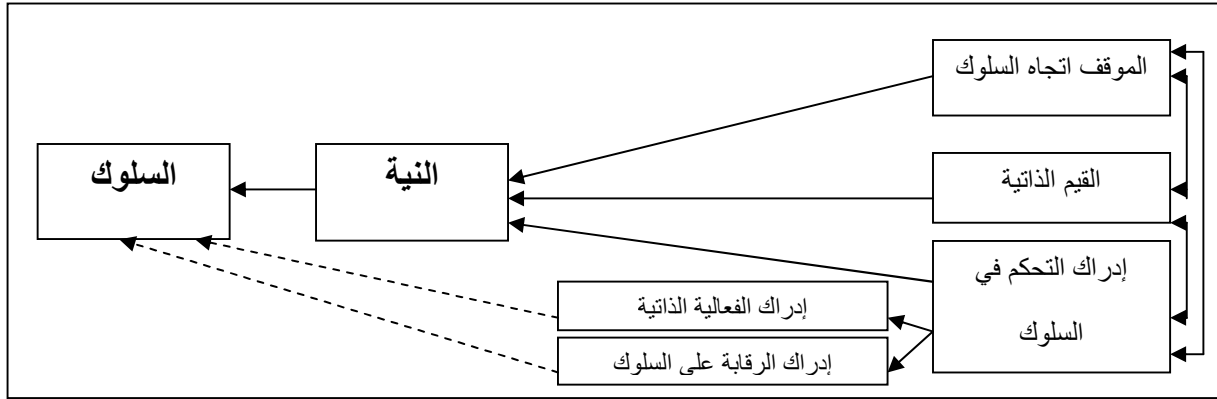 الموقف اتجاه السلوك
القيم الذاتية
إدراك التحكم في
السلوك
النية
السلوك
إدراك الفعالية الذاتية
إدراك الرقابة على السلوك